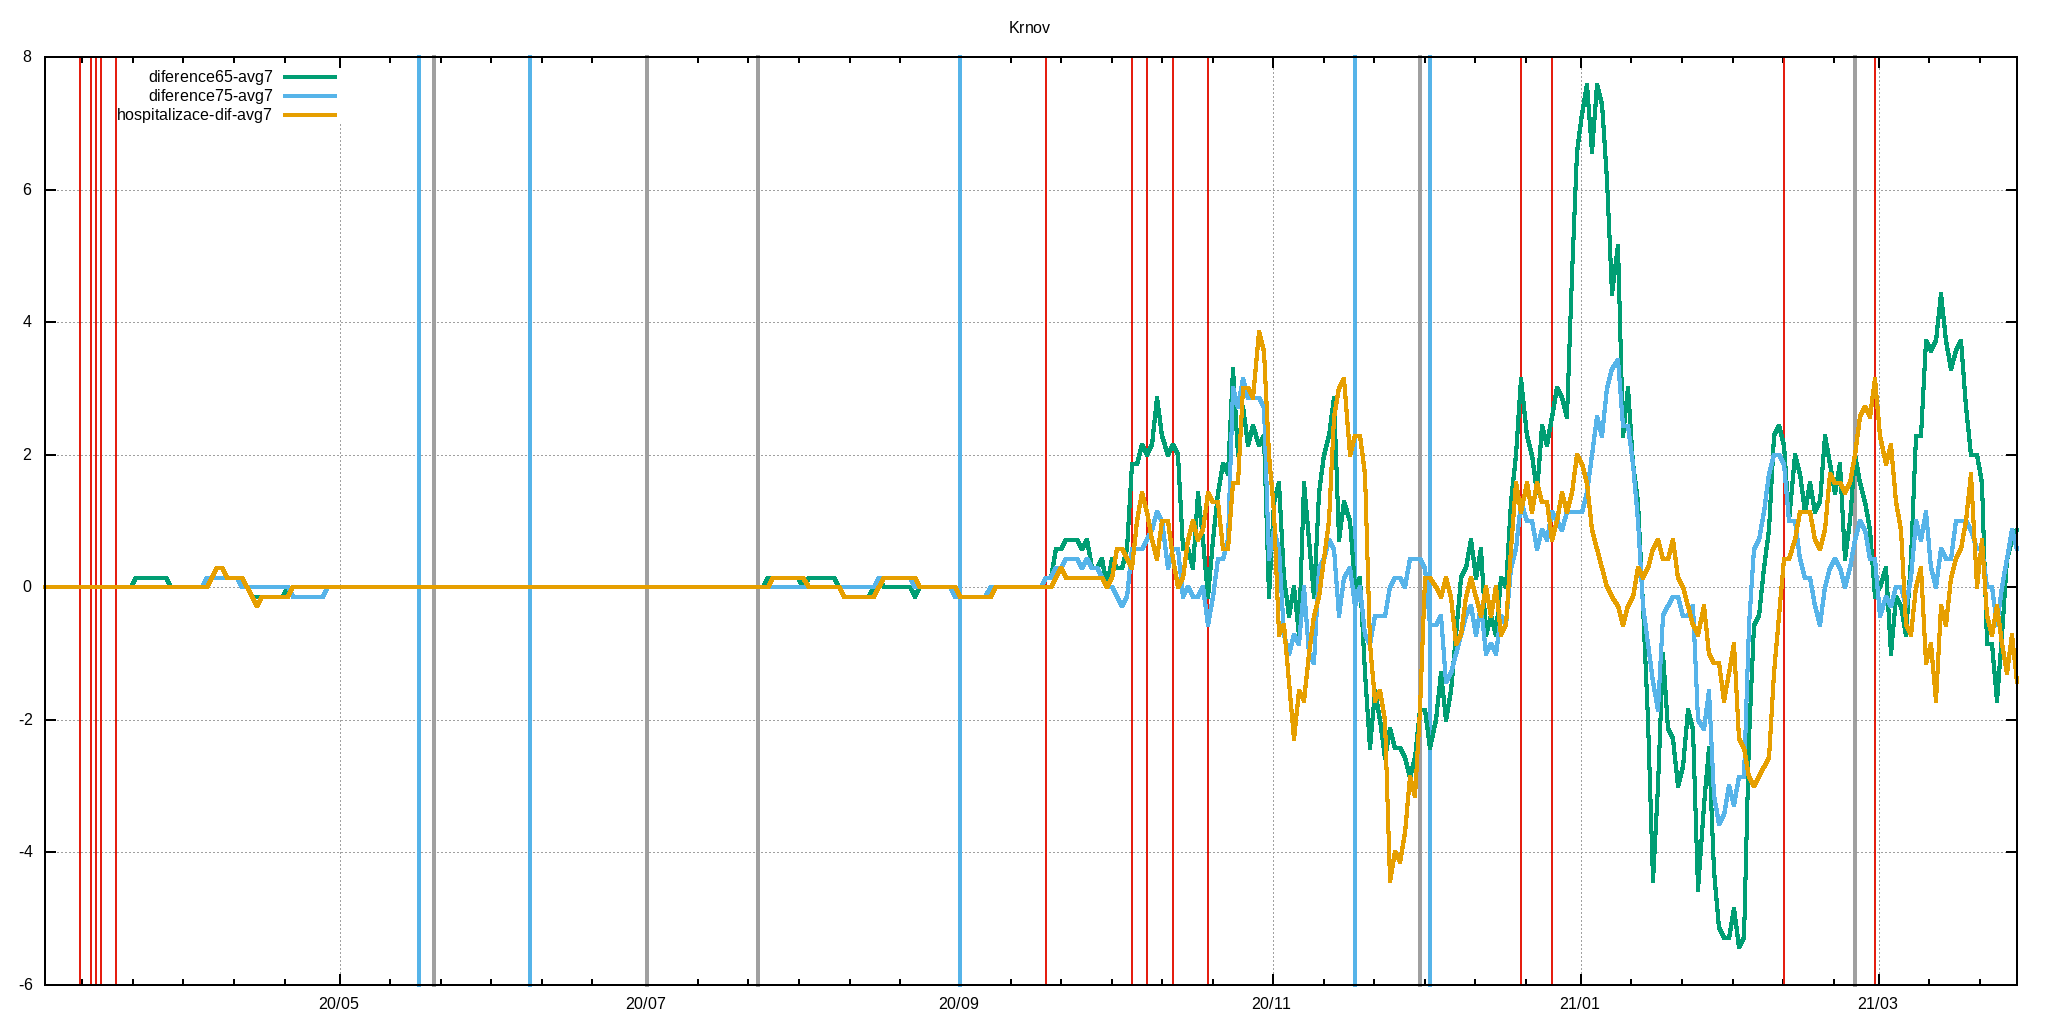 Krnov
diference65-avg7
diference75-avg7
hospitalizace-dif-avg7
8
6
4
2
0
-2
-4
-6
20/05 20/07 20/09 20/11 21/01 21/03